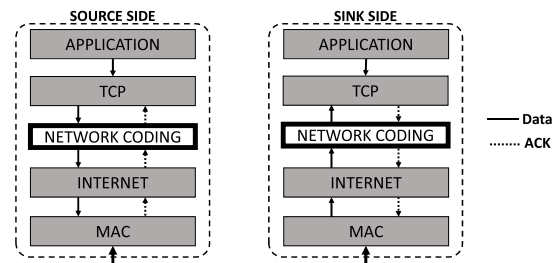 SOURCE SIDE
APPLICATION
TCP
NETWORK CODING
INTERNET
MAC
SINK SIDE
APPLICATION
TCP
NETWORK CODING
INTERNET
MAC
Data
ACK